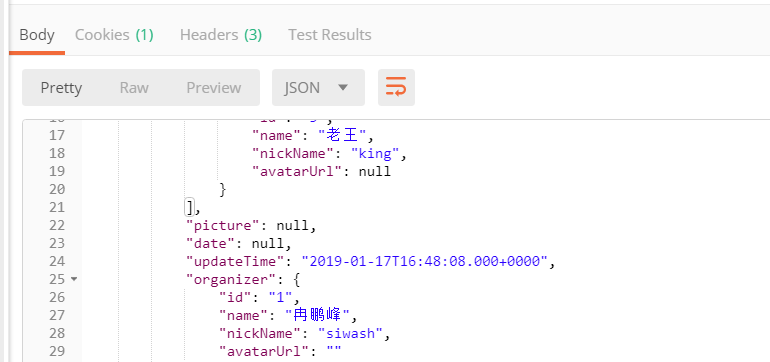 Body Cookies (1) Headers (3) Test Results
Pretty Raw Preview JSON
17 "name": "老王",
18 "nickName": "king",
19 "avatarUrl": null
20 }
21 ],
22 "picture": null,
23 "date": null,
24 "updateTime": "2019-01-17T16:48:08.000+0000",
25 "organizer": {
26 "id": "1",
27 "name": "冉鹏峰",
28 "nickName": "siwash",
29 "avatarUrl": ""